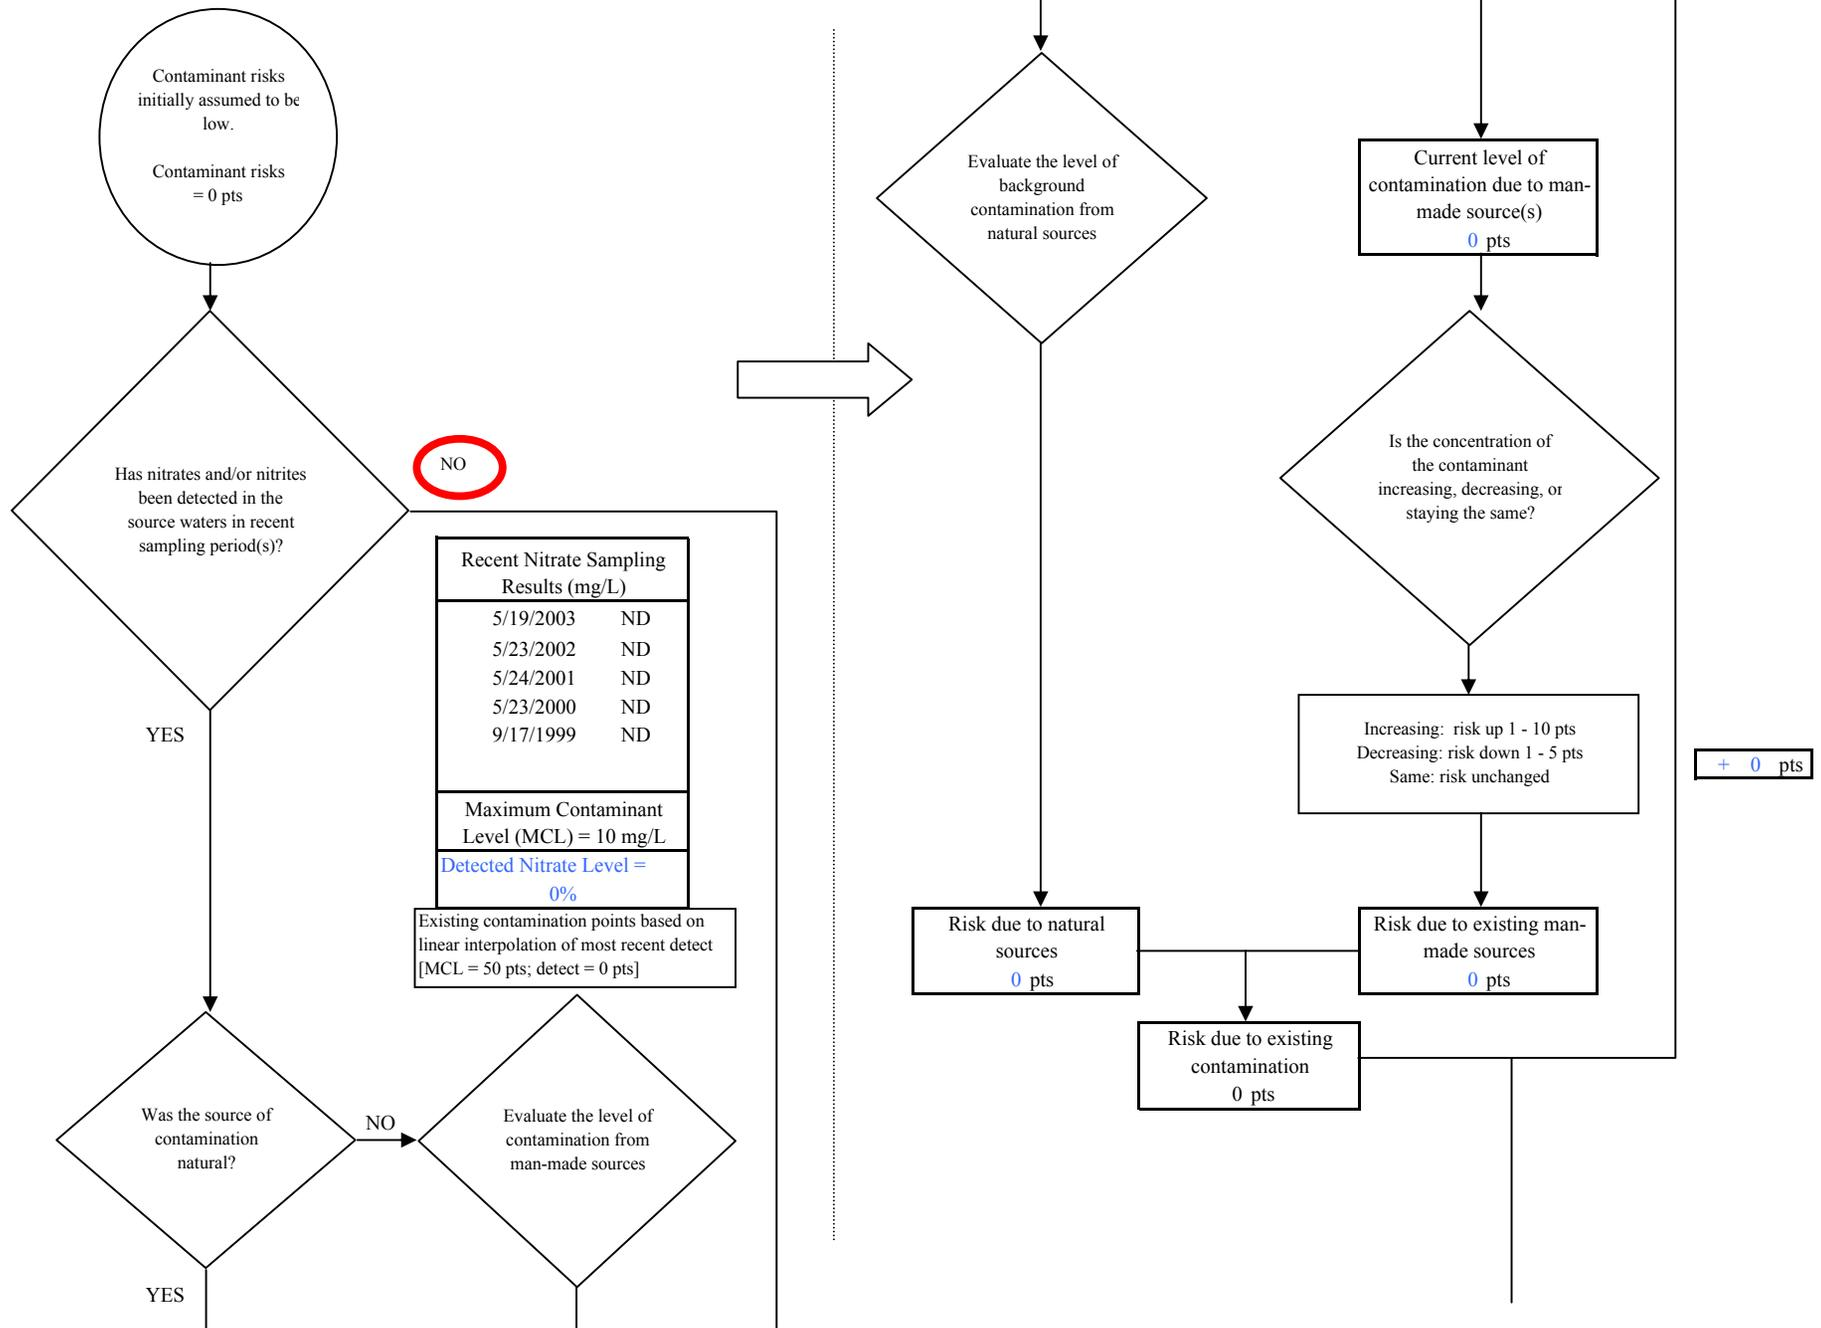 Contaminant risks
initially assumed to be
low.
Contaminant risks
= 0 pts
Has nitrates and/or nitrites
been detected in the
source waters in recent
sampling period(s)?
NO
YES
Recent Nitrate Sampling
Results (mg/L)
5/19/2003 ND
5/23/2002 ND
5/24/2001 ND
5/23/2000 ND
9/17/1999 ND
Maximum Contaminant
Level (MCL) = 10 mg/L
Detected Nitrate Level =
0%
Existing contamination points based on
linear interpolation of most recent detect
[MCL = 50 pts; detect = 0 pts]
Was the source of
contamination
natural?
NO
YES
Evaluate the level of
contamination from
man-made sources
Evaluate the level of
background
contamination from
natural sources
Current level of
contamination due to man-
made source(s)
0 pts
Is the concentration of
the contaminant
increasing, decreasing, or
staying the same?
Increasing: risk up 1 - 10 pts
Decreasing: risk down 1 - 5 pts
Same: risk unchanged
+ 0 pts
Risk due to natural
sources
0 pts
Risk due to existing man-
made sources
0 pts
Risk due to existing
contamination
0 pts